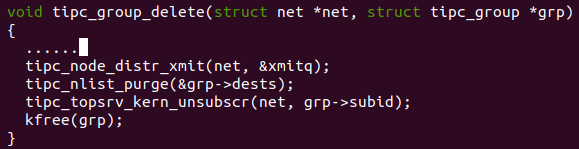 void tipc_group_delete(struct net *net, struct tipc_group *grp)
{
......
tipc_node_distr_xmit(net, &xmitq);
tipc_nlist_purge(&grp->dests);
tipc_topsrv_kern_unsubscr(net, grp->subid);
kfree(grp);
}